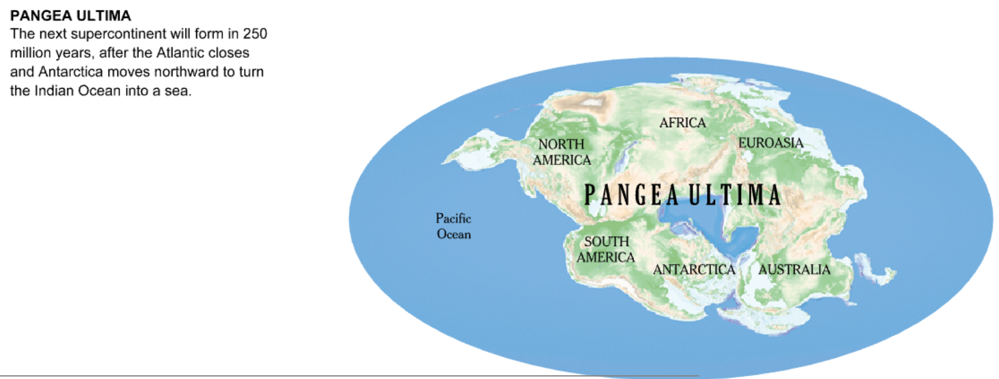 PANGEA ULTIMA
The next supercontinent will form in 250
million years, after the Atlantic closes
and Antarctica moves northward to turn
the Indian Ocean into a sea.
AFRICA
NORTH
AMERICA
EUROASIA
PANGEA ULTIMA
Pacific
Ocean
SOUTH
AMERICA
ANTARCTICA
AUSTRALIA